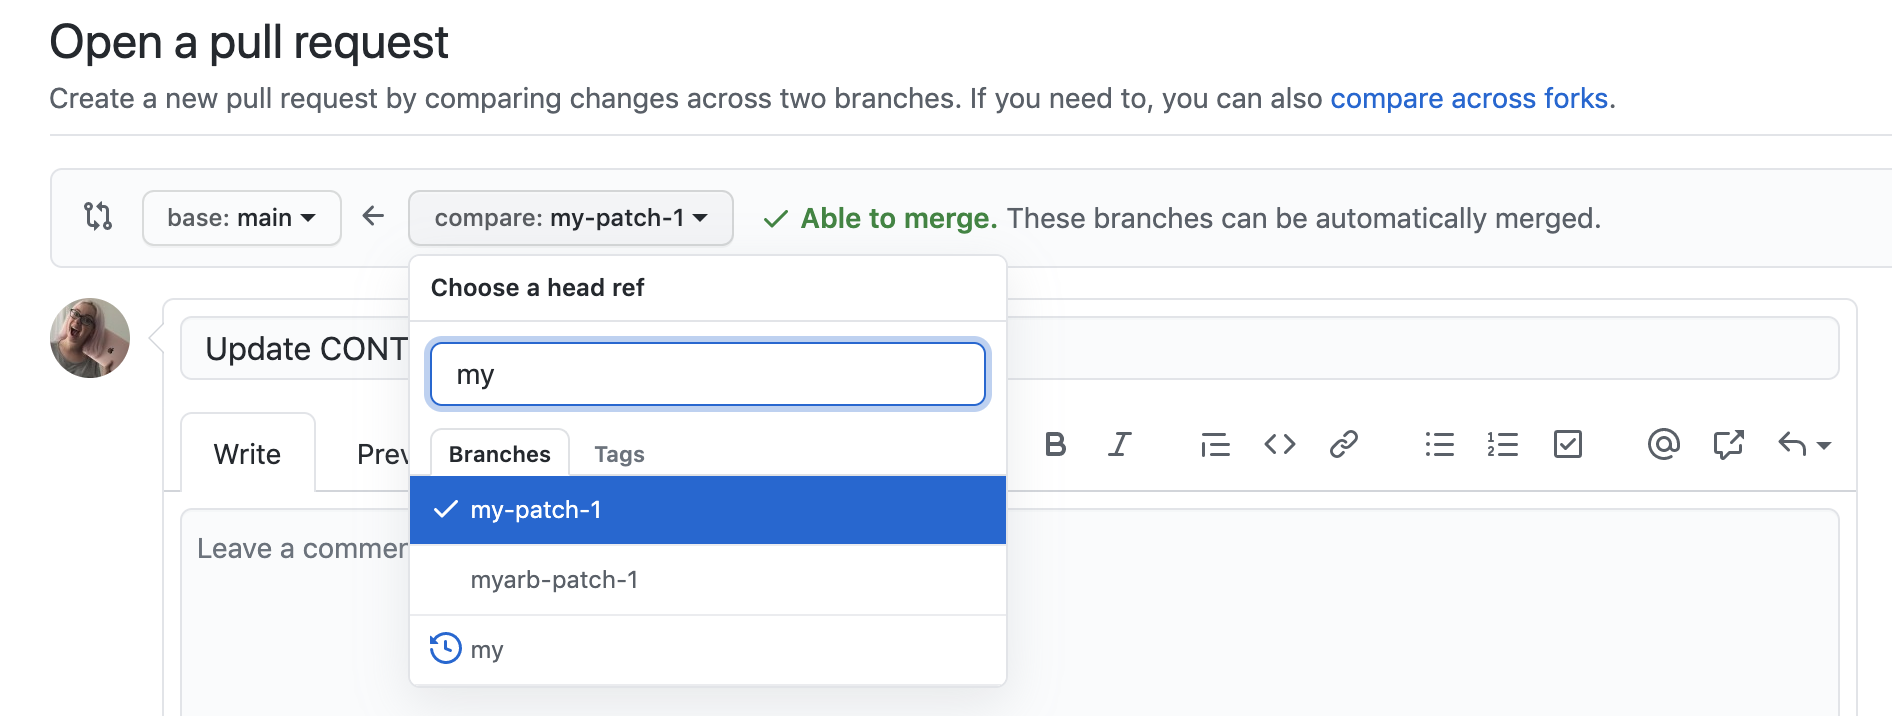 Open a pull request
Create a new pull request by comparing changes across two branches. If you need to, you can also compare across forks.
base: main
compare: my-patch-1
Able to merge. These branches can be automatically merged.
Choose a head ref
Update CONT
my
Write
Prev
Branches
Tags
my-patch-1
Leave a commer
myarb-patch-1
my